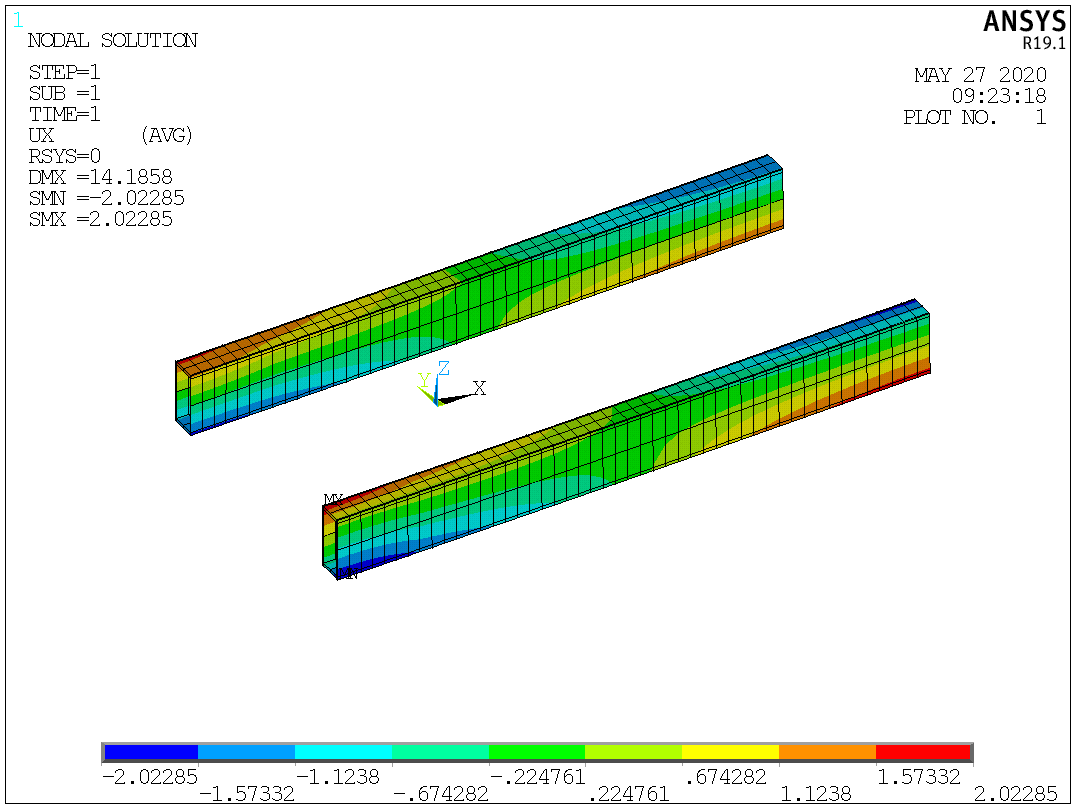 1
ANSYS
R19.1
NODAL SOLUTION
STEP=1
SUB =1
TIME=1
UX (AVG)
RSYS=0
DMX =14.1858
SMN =-2.02285
SMX =2.02285
MAY 27 2020
09:23:18
PLOT NO. 1
Z
Y
X
MX
MN
-2.02285 -1.1238 -.224761 .674282 1.57332
-1.57332 -.674282 .224761 1.1238 2.02285